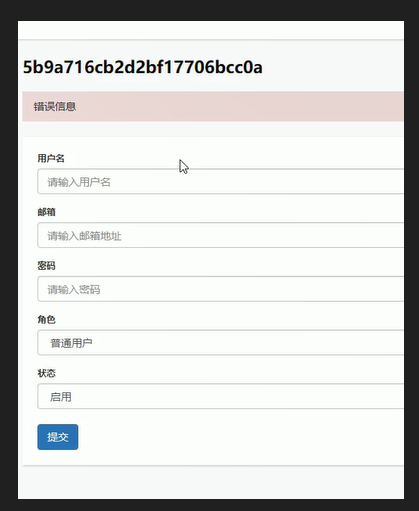 5b9a716cb2d2bf17706bcc0a
错误信息
用户名
请输入用户名
邮箱
请输入邮箱地址
密码
请输入密码
角色
普通用户
状态
启用
提交